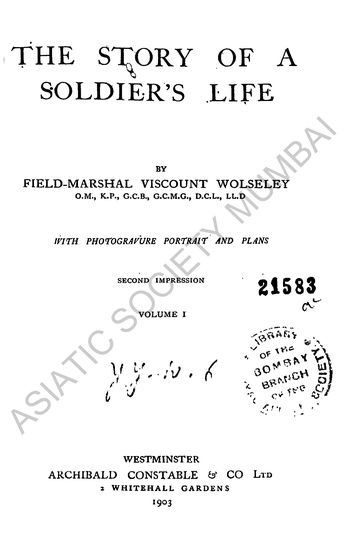 THE STORY OF A
SOLDIER'S LIFE
BY
FIELD-MARSHAL VISCOUNT WOLSELEY
O.M., K.P., G.C.B., G.C.M.G., D.C.L., LL.D
WITH PHOTOGRAVURE PORTRAIT AND PLANS
SECOND IMPRESSION
21583
VOLUME I
LIBRARY
OF THE
BOMBAY
BRANCH
OF THE
SOCIETY
WESTMINSTER
ARCHIBALD CONSTABLE & CO LTD
2 WHITEHALL GARDENS
1903
ASIATIC SOCIETY MUMBAI